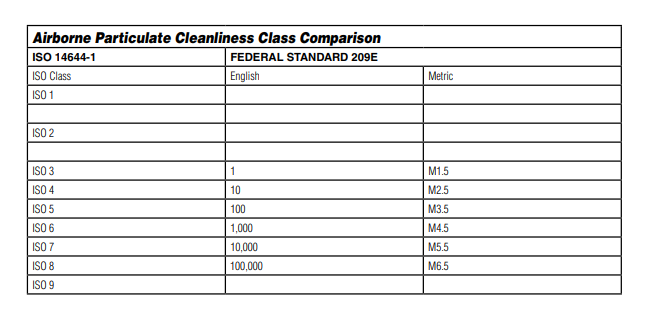 Airborne Particulate Cleanliness Class Comparison
ISO 14644-1 FEDERAL STANDARD 209E
ISO Class English Metric
ISO 1
ISO 2
ISO 3 1 M1.5
ISO 4 10 M2.5
ISO 5 100 M3.5
ISO 6 1,000 M4.5
ISO 7 10,000 M5.5
ISO 8 100,000 M6.5
ISO 9